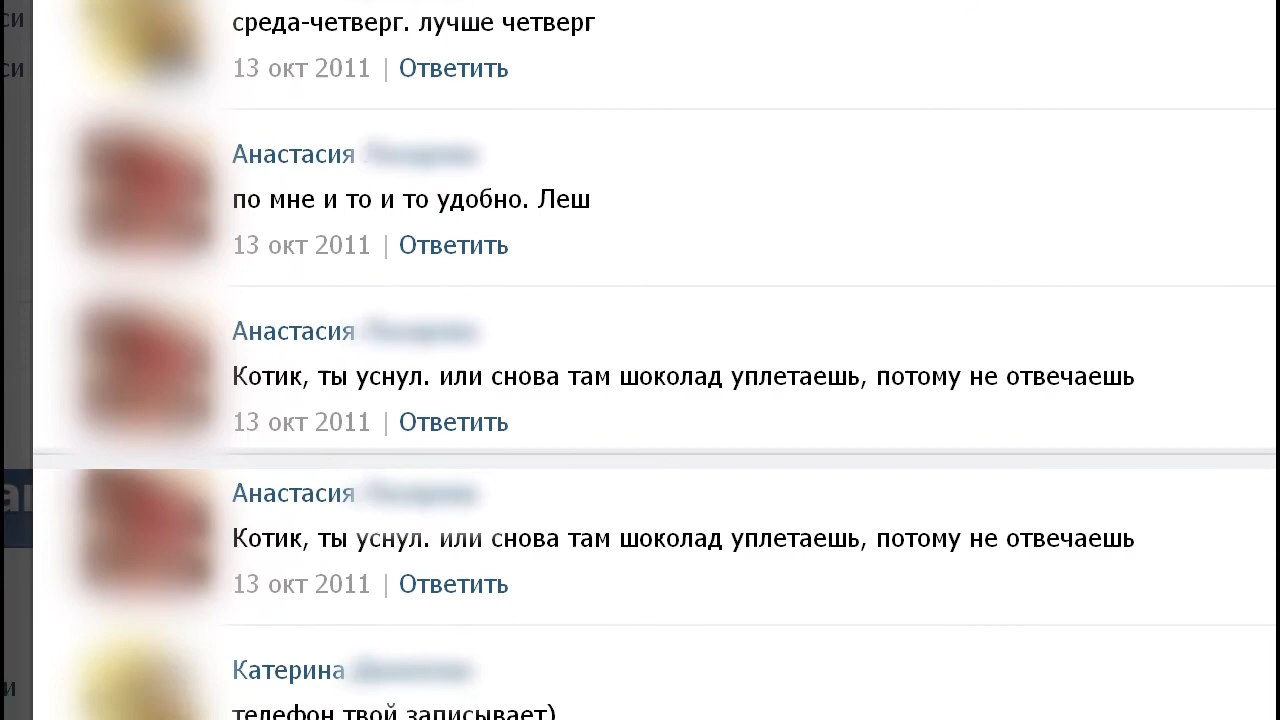 си
среда-четверг. лучше четверг
си
13 окт 2011 | Ответить
Анастасия
по мне и то и то удобно. Леш
13 окт 2011 | Ответить
Анастасия
Котик, ты уснул. или снова там шоколад уплетаешь, потому не отвечаешь
13 окт 2011 | Ответить
Анастасия
Котик, ты уснул. или снова там шоколад уплетаешь, потому не отвечаешь
13 окт 2011 | Ответить
Катерина
и
телефон твой записывает)